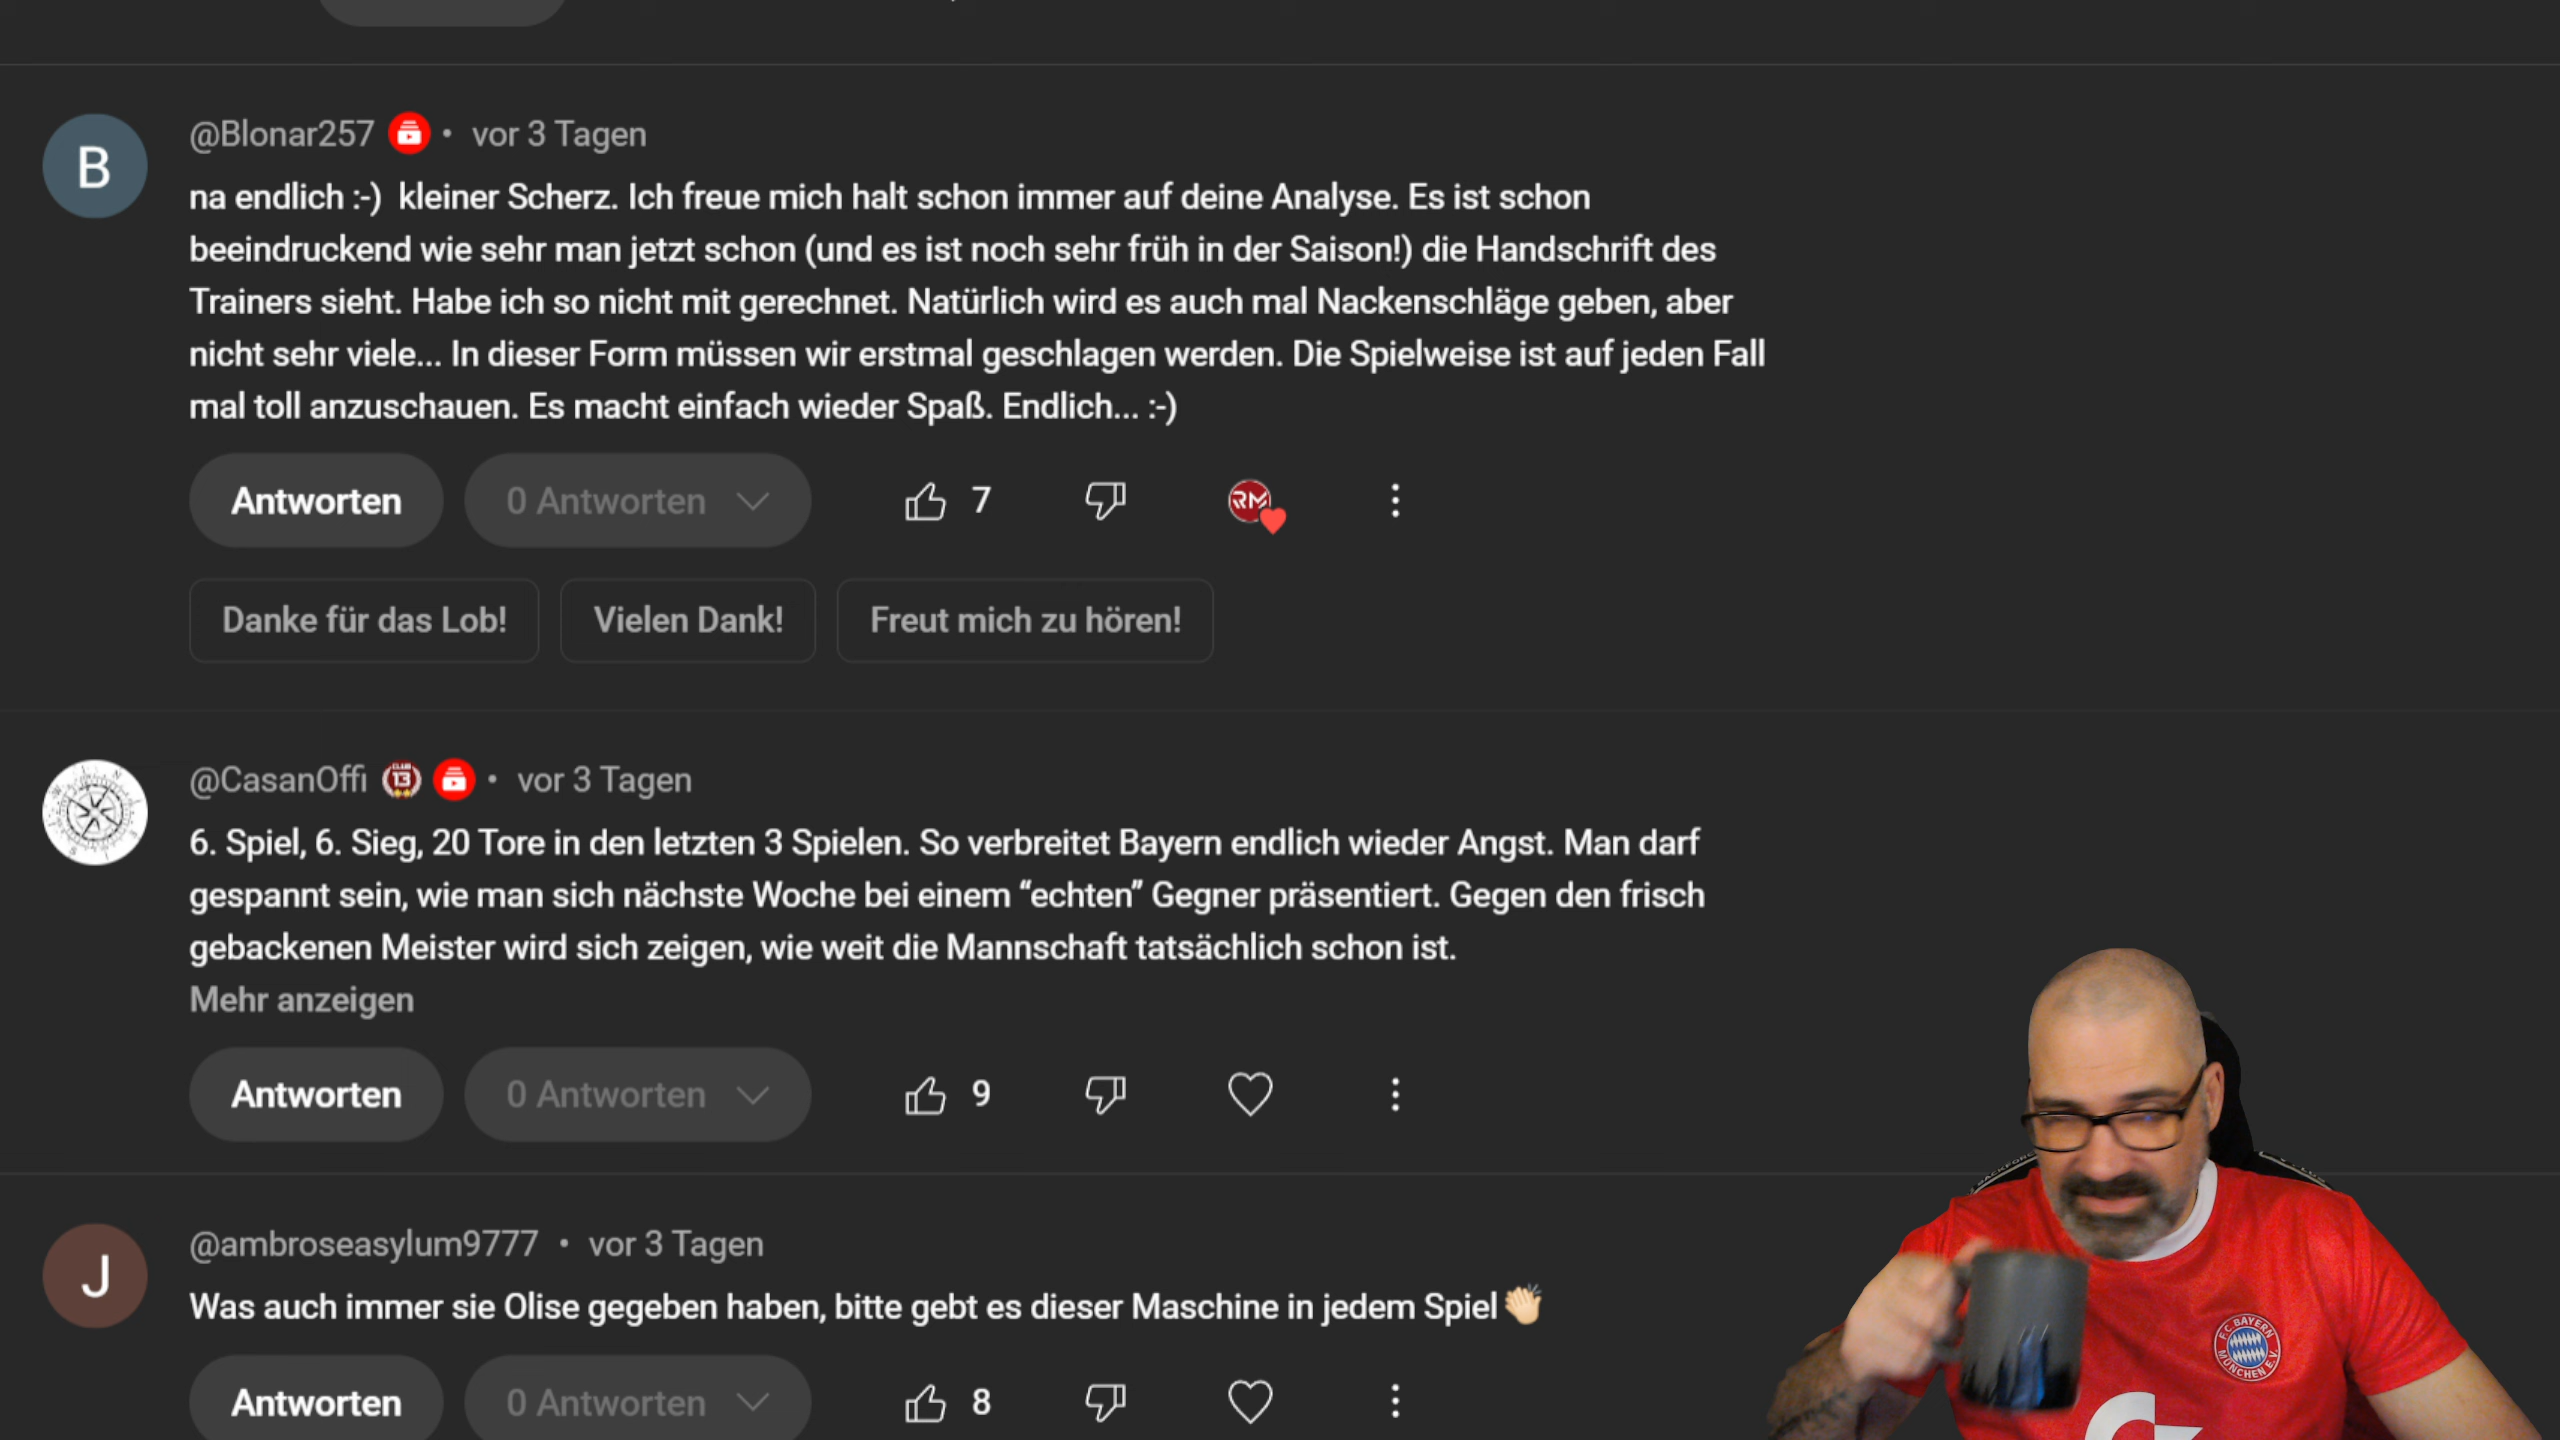 @Blonar257 • vor 3 Tagen
B
na endlich :-)  kleiner Scherz. Ich freue mich halt schon immer auf deine Analyse. Es ist schon
beeindruckend wie sehr man jetzt schon (und es ist noch sehr früh in der Saison!) die Handschrift des
Trainers sieht. Habe ich so nicht mit gerechnet. Natürlich wird es auch mal Nackenschläge geben, aber
nicht sehr viele... In dieser Form müssen wir erstmal geschlagen werden. Die Spielweise ist auf jeden Fall
mal toll anzuschauen. Es macht einfach wieder Spaß. Endlich... :-)
Antworten 0 Antworten 7 RM
Danke für das Lob! Vielen Dank! Freut mich zu hören!
@CasanOffi CLUB 13 • vor 3 Tagen
6. Spiel, 6. Sieg, 20 Tore in den letzten 3 Spielen. So verbreitet Bayern endlich wieder Angst. Man darf
gespannt sein, wie man sich nächste Woche bei einem “echten” Gegner präsentiert. Gegen den frisch
gebackenen Meister wird sich zeigen, wie weit die Mannschaft tatsächlich schon ist.
Mehr anzeigen
Antworten 0 Antworten 9
@ambroseasylum9777 • vor 3 Tagen
J
Was auch immer sie Olise gegeben haben, bitte gebt es dieser Maschine in jedem Spiel👏🏻
Antworten 0 Antworten 8
F.C. BAYERN
MÜNCHEN E.V.